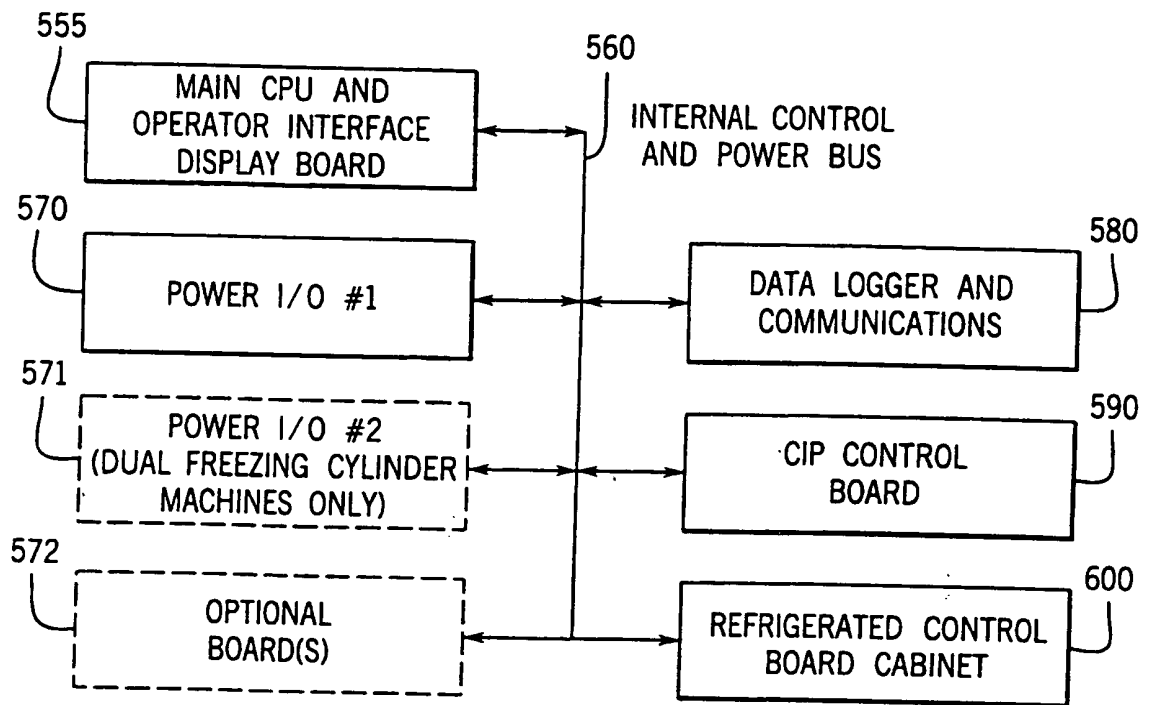 555
MAIN CPU AND
OPERATOR INTERFACE
DISPLAY BOARD
560
INTERNAL CONTROL
AND POWER BUS
570
POWER I/O #1
580
DATA LOGGER AND
COMMUNICATIONS
571
POWER I/O #2
(DUAL FREEZING CYLINDER
MACHINES ONLY)
590
CIP CONTROL
BOARD
572
OPTIONAL
BOARD(S)
600
REFRIGERATED CONTROL
BOARD CABINET